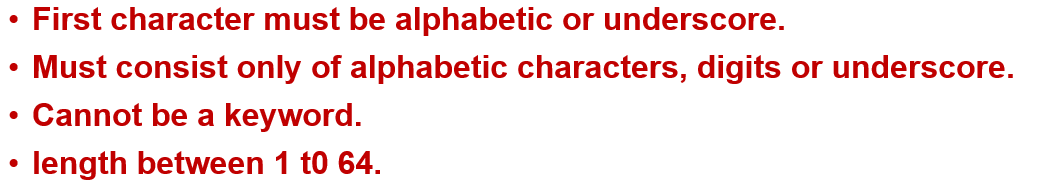 • First character must be alphabetic or underscore.
• Must consist only of alphabetic characters, digits or underscore.
• Cannot be a keyword.
• length between 1 t0 64.